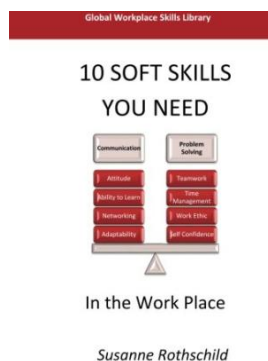 Global Workplace Skills Library
10 SOFT SKILLS
YOU NEED
Communication
Problem
Solving
Attitude
Teamwork
Ability to Learn
Time
Management
Networking
Work Ethic
Adaptability
Self Confidence
In the Work Place
Susanne Rothschild